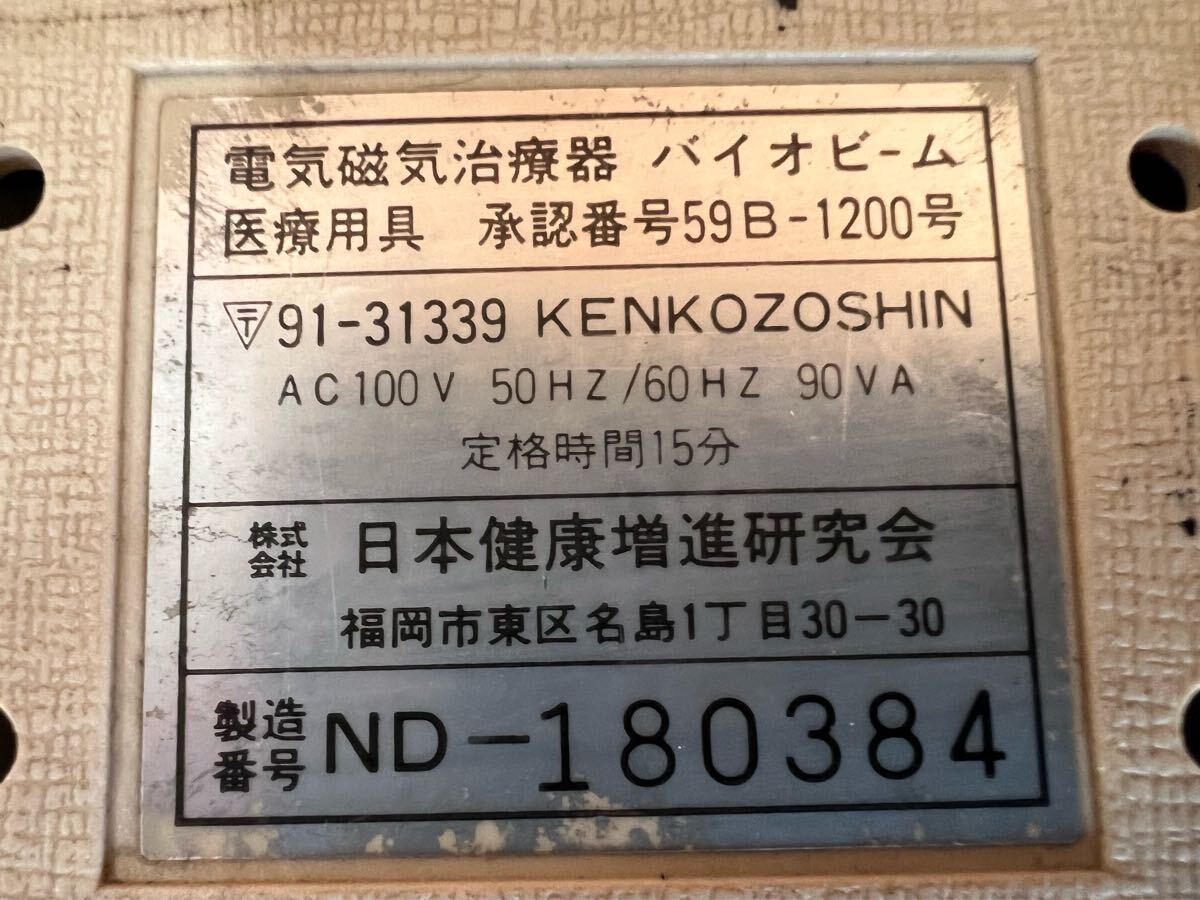 電気磁気治療器 バイオビーム
医療用具 承認番号59B-1200号
〒91-31339 KENKOZOSHIN
AC100V 50HZ/60HZ 90VA
定格時間15分
株式会社 日本健康増進研究会
福岡市東区名島1丁目30-30
製造番号 ND-180384